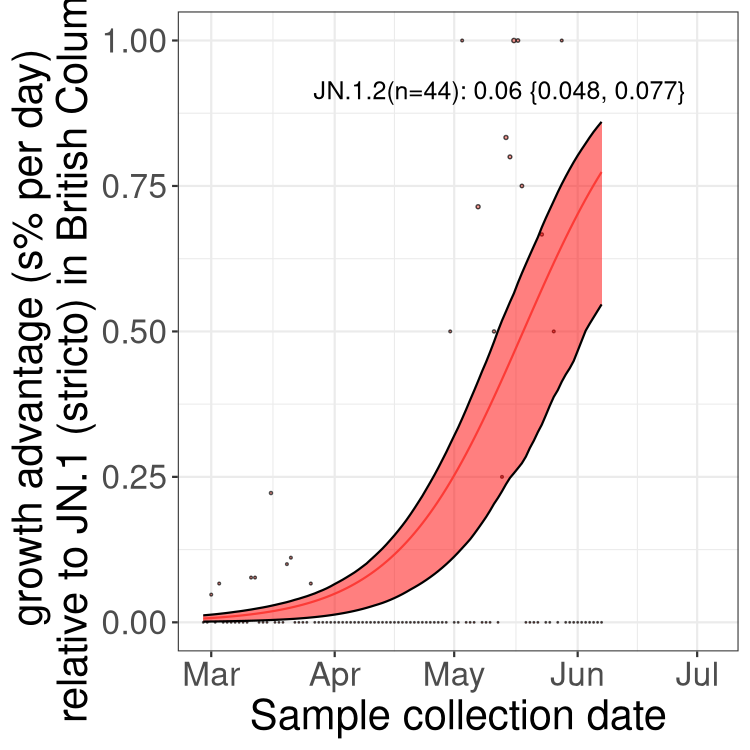 growth advantage (s% per day)
relative to JN.1 (stricto) in British Colum
1.00
0.75
0.50
0.25
0.00
JN.1.2(n=44): 0.06 {0.048, 0.077}
Mar Apr May Jun Jul
Sample collection date